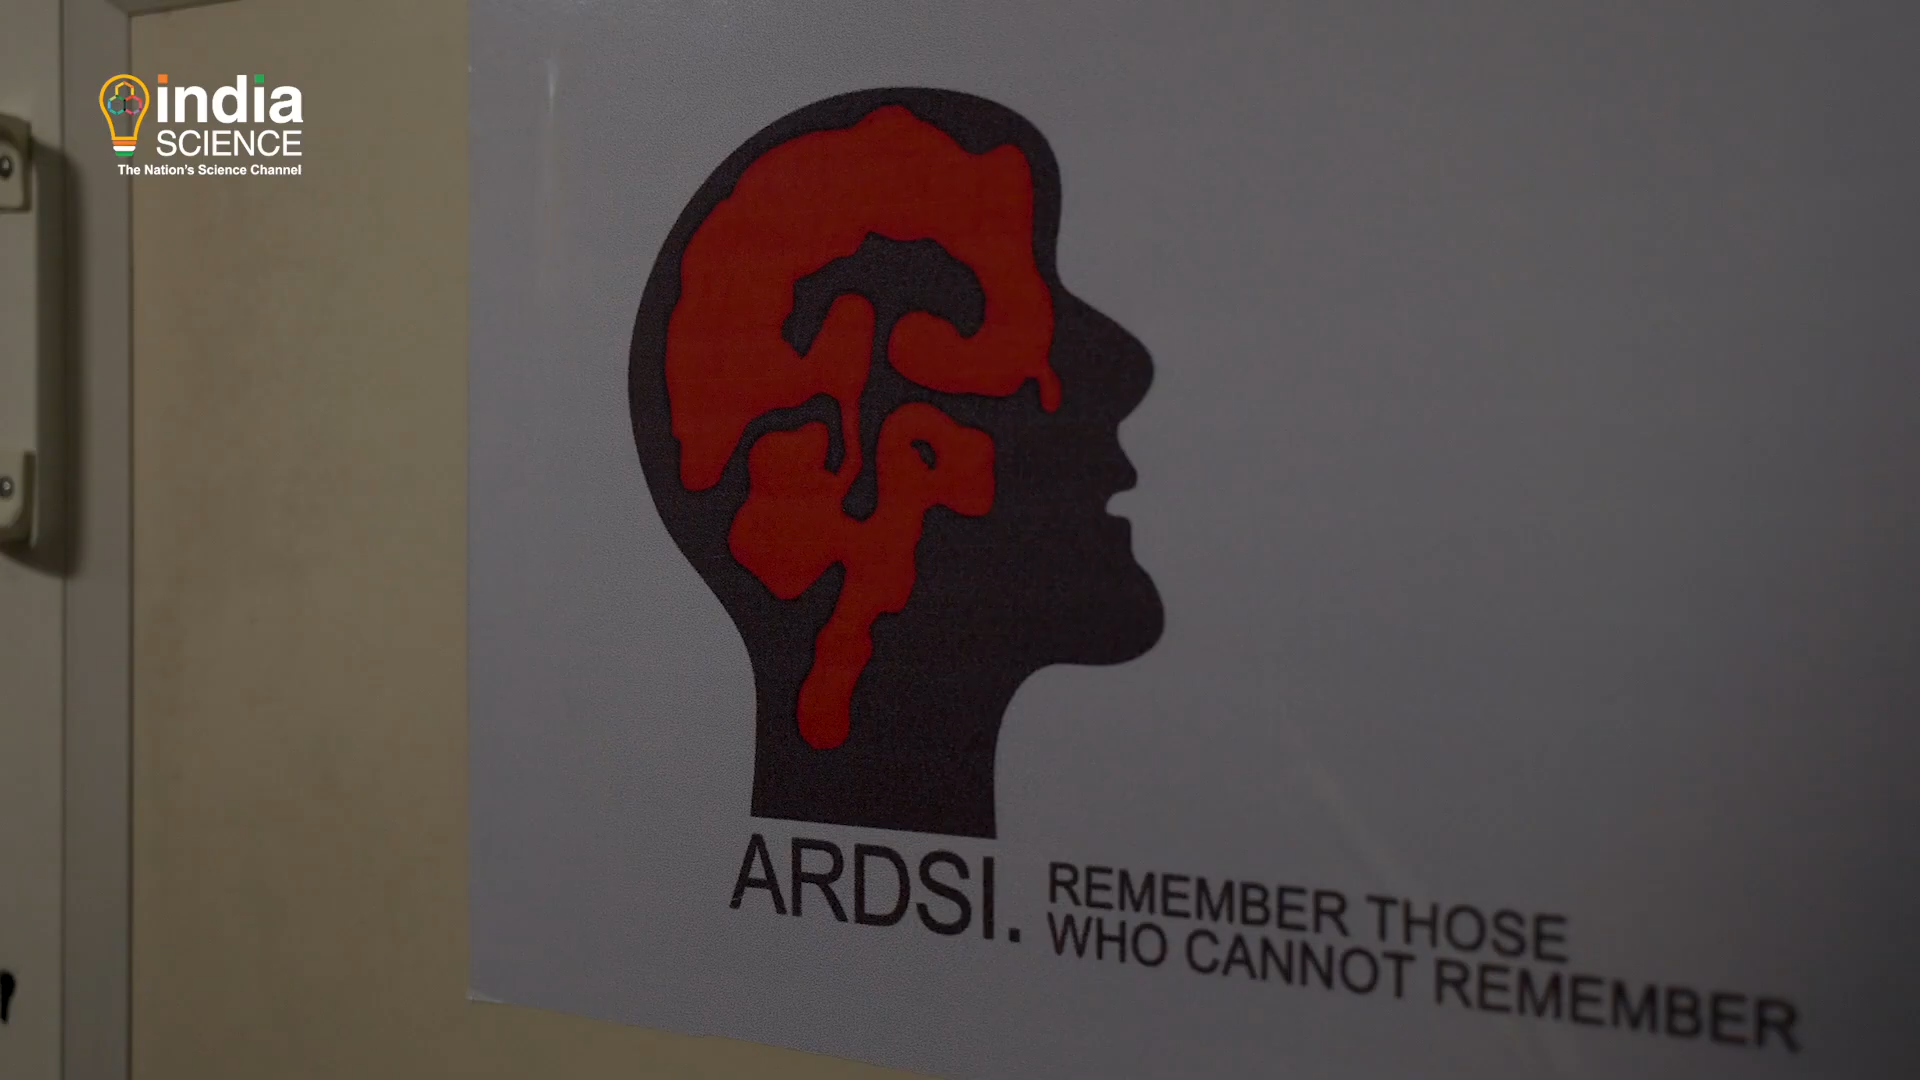 india
SCIENCE
The Nation's Science Channel
ARDSI.
REMEMBER THOSE
WHO CANNOT REMEMBER